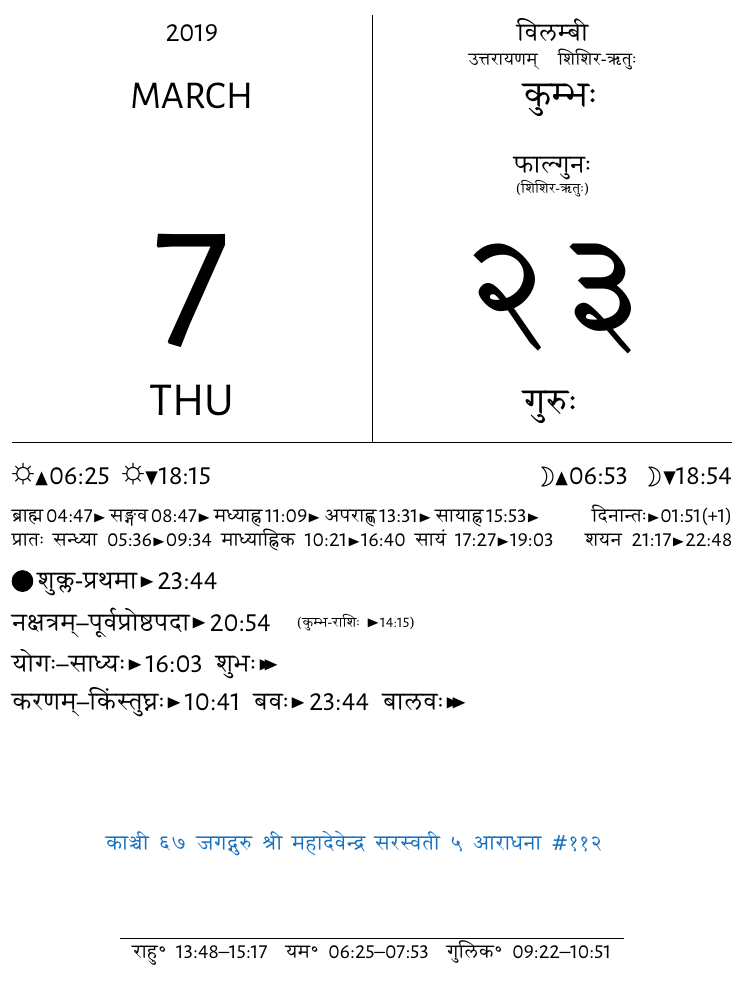 2019
MARCH
7
THU
विलम्बी
उत्तरायणम् शिशिर-ऋतुः
कुम्भः
फाल्गुनः
(शिशिर-ऋतुः)
२३
गुरुः
▲06:25 ▼18:15 ▲06:53 ▼18:54
ब्राह्म 04:47► सङ्गव 08:47► मध्याह्न 11:09► अपराह्ण 13:31► सायाह्न 15:53► दिनान्तः►01:51(+1)
प्रातः सन्ध्या 05:36►09:34 माध्याह्निक 10:21►16:40 सायं 17:27►19:03 शयन 21:17►22:48
शुक्ल-प्रथमा►23:44
नक्षत्रम्–पूर्वप्रोष्ठपदा►20:54 (कुम्भ-राशिः ►14:15)
योगः–साध्यः►16:03 शुभः►►
करणम्–किंस्तुघ्नः►10:41 बवः►23:44 बालवः►►
काञ्ची ६७ जगद्गुरु श्री महादेवेन्द्र सरस्वती ५ आराधना #११२
राहु° 13:48–15:17 यम° 06:25–07:53 गुलिक° 09:22–10:51